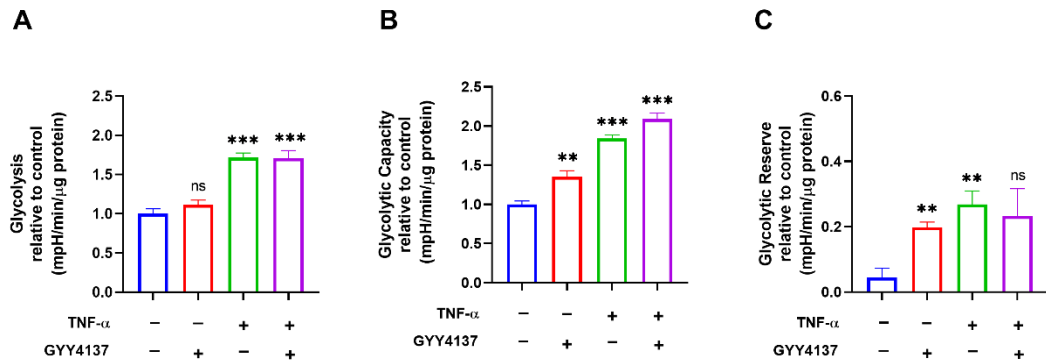 A
Glycolysis
relative to control
(mpH/min/µg protein)
2.5
2.0
1.5
1.0
0.5
0.0
ns
***
***
TNF-α – – + +
GYY4137 – + – +
B
Glycolytic Capacity
relative to control
(mpH/min/µg protein)
2.5
2.0
1.5
1.0
0.5
0.0
**
***
***
TNF-α – – + +
GYY4137 – + – +
C
Glycolytic Reserve
relative to control
(mpH/min/µg protein)
0.6
0.4
0.2
0.0
**
**
ns
TNF-α – – + +
GYY4137 – + – +